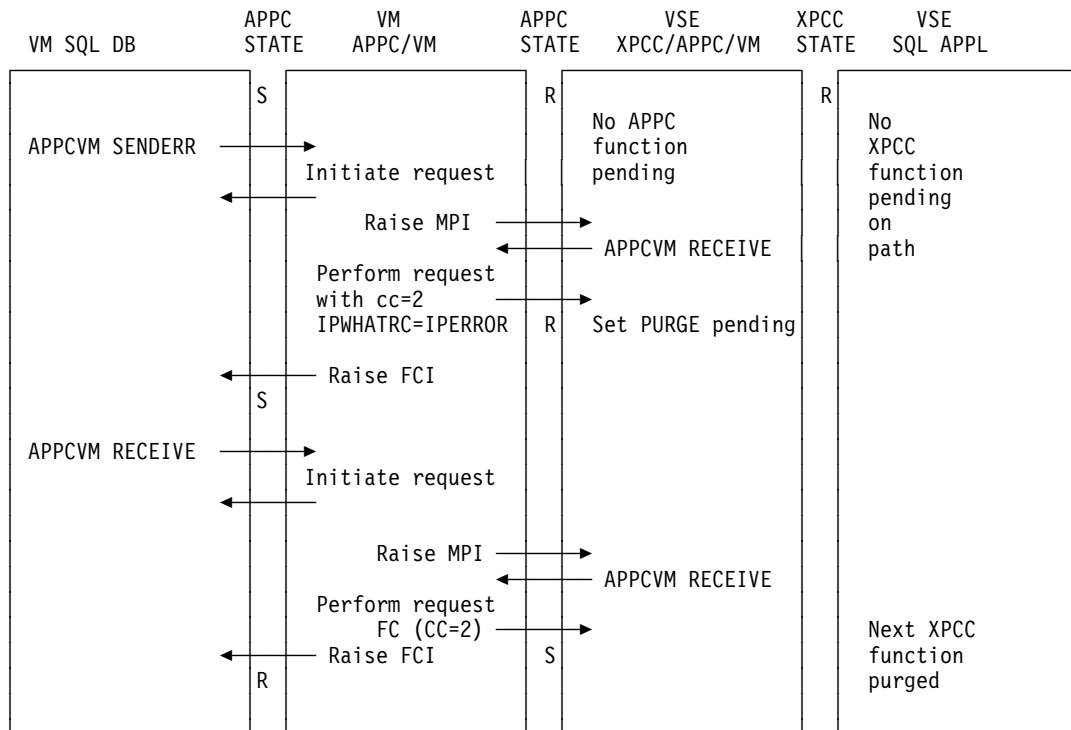 APPC VM APPC VSE XPCC VSE
VM SQL DB STATE APPC/VM STATE XPCC/APPC/VM STATE SQL APPL
S R R
No APPC No
APPCVM SENDERR function XPCC
Initiate request pending function
pending
Raise MPI on
APPCVM RECEIVE path
Perform request
with cc=2
IPWHATRC=IPERROR R Set PURGE pending
Raise FCI
S
APPCVM RECEIVE
Initiate request
Raise MPI
APPCVM RECEIVE
Perform request
FC (CC=2) Next XPCC
Raise FCI S function
R purged